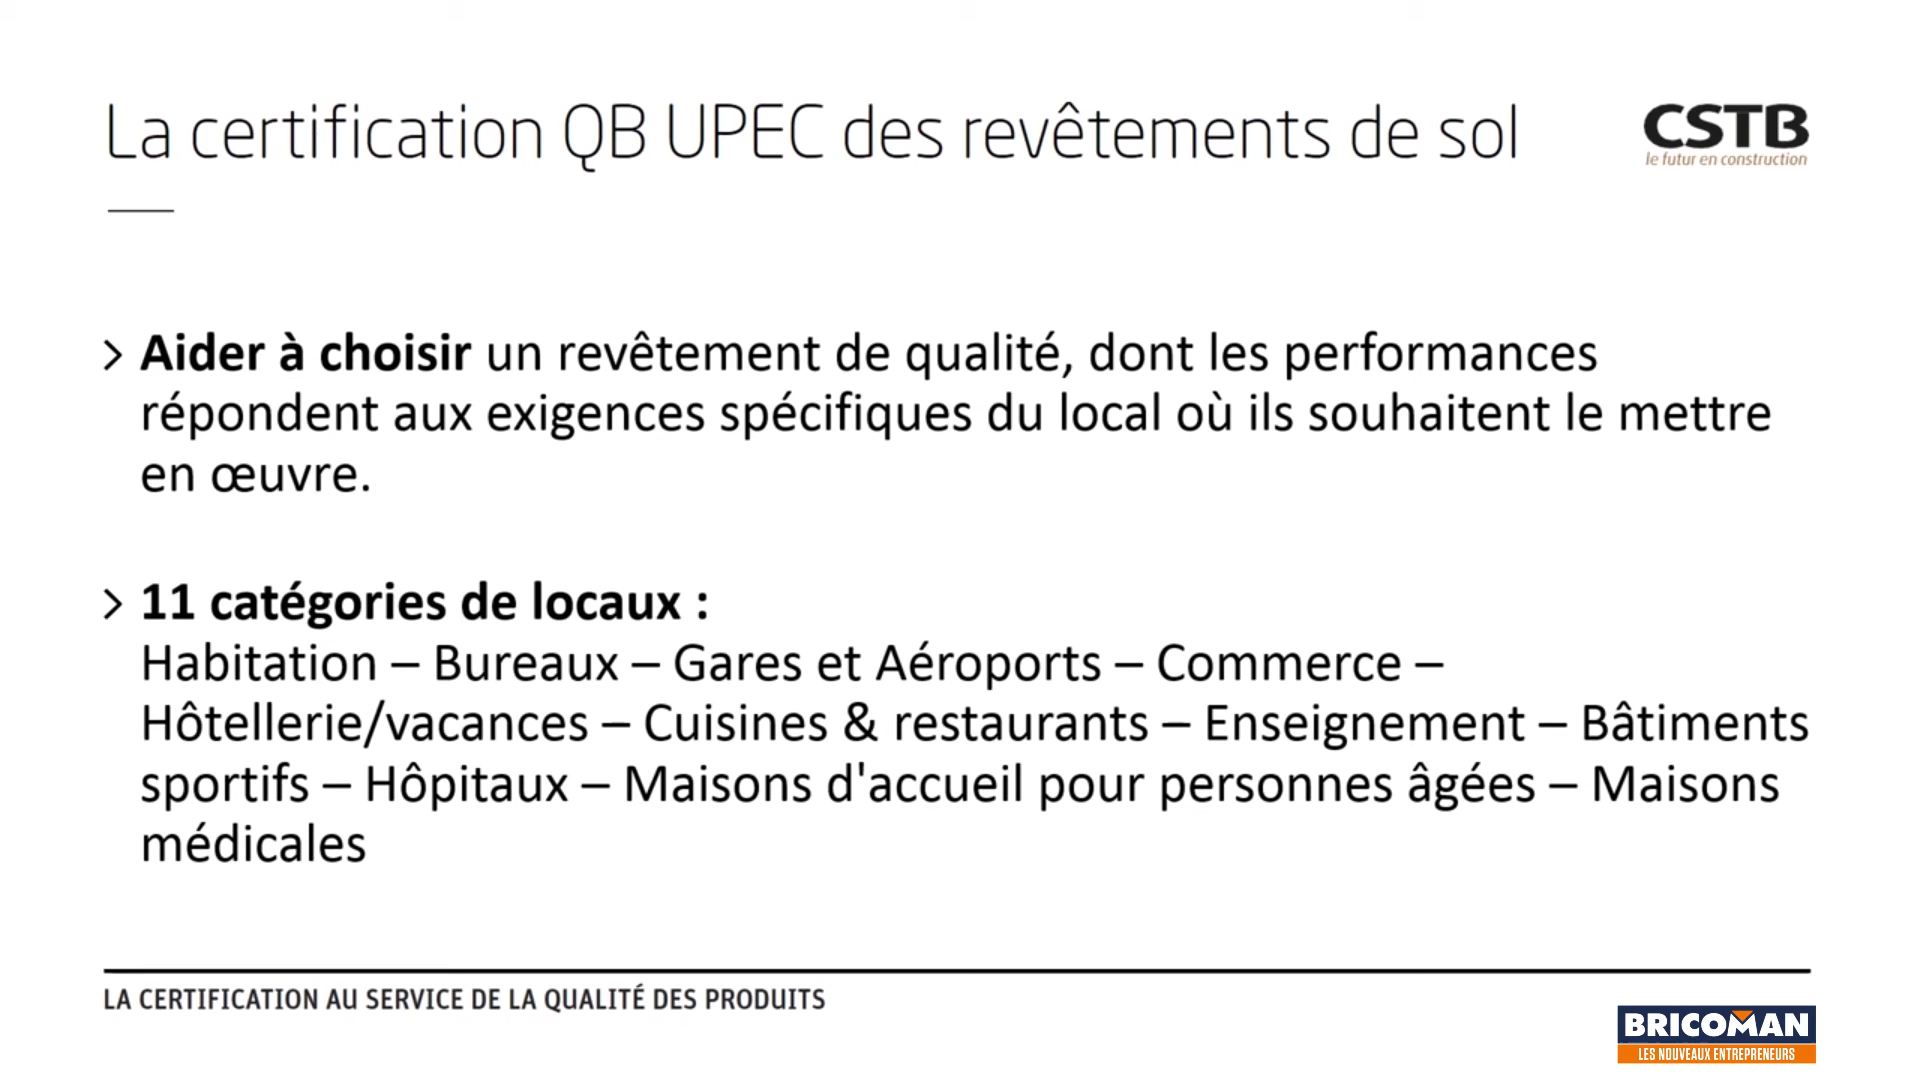 La certification QB UPEC des revêtements de sol
CSTB
le futur en construction
> Aider à choisir un revêtement de qualité, dont les performances
répondent aux exigences spécifiques du local où ils souhaitent le mettre
en œuvre.
> 11 catégories de locaux :
Habitation – Bureaux – Gares et Aéroports – Commerce –
Hôtellerie/vacances – Cuisines & restaurants – Enseignement – Bâtiments
sportifs – Hôpitaux – Maisons d'accueil pour personnes âgées – Maisons
médicales
LA CERTIFICATION AU SERVICE DE LA QUALITÉ DES PRODUITS
BRICOMAN
LES NOUVEAUX ENTREPRENEURS